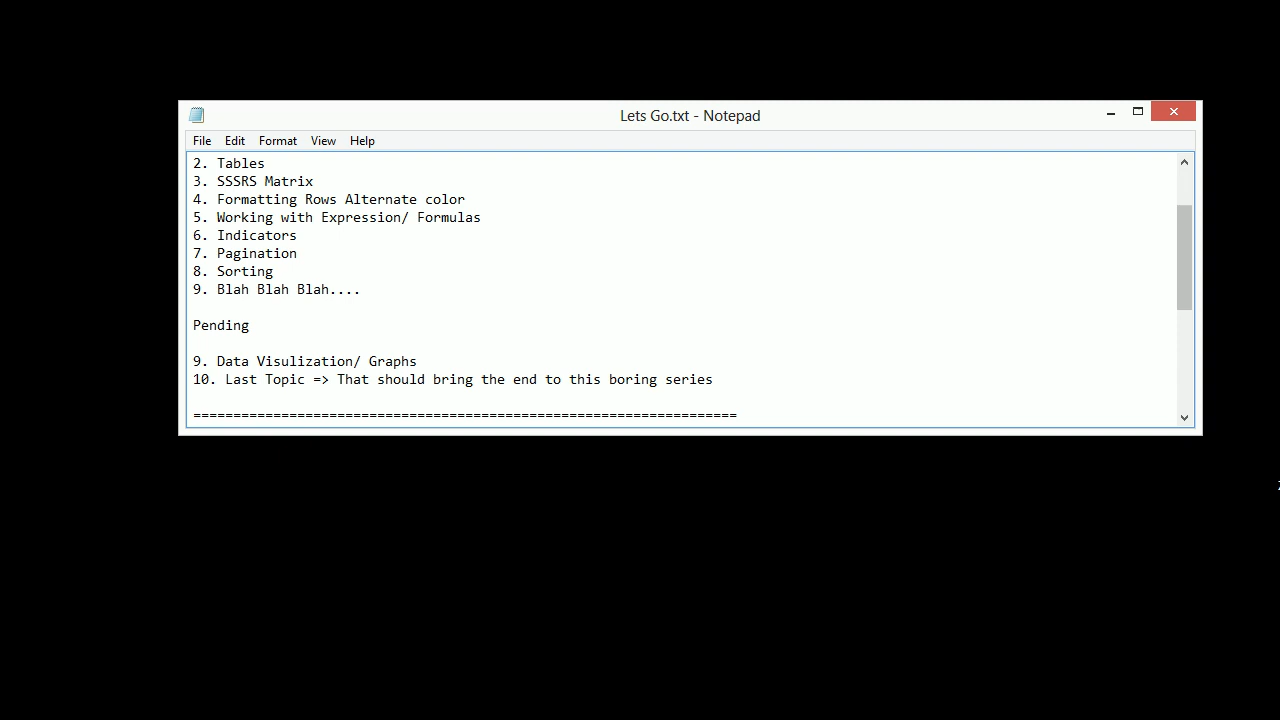 Lets Go.txt - Notepad
File Edit Format View Help
2. Tables
3. SSSRS Matrix
4. Formatting Rows Alternate color
5. Working with Expression/ Formulas
6. Indicators
7. Pagination
8. Sorting
9. Blah Blah Blah....
Pending
9. Data Visulization/ Graphs
10. Last Topic => That should bring the end to this boring series
====================================================================